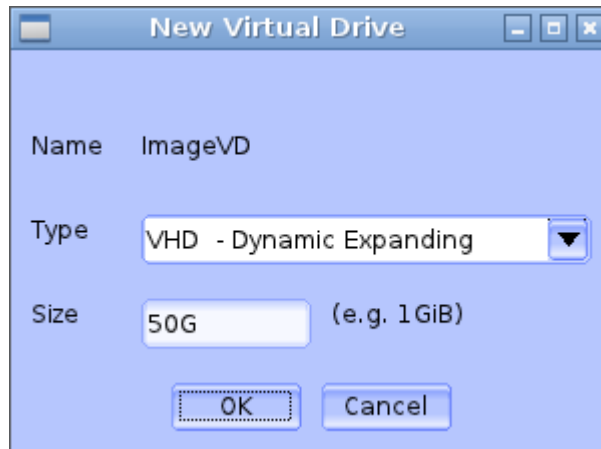 New Virtual Drive
Name ImageVD
Type VHD - Dynamic Expanding
Size 50G (e.g. 1GiB)
OK Cancel